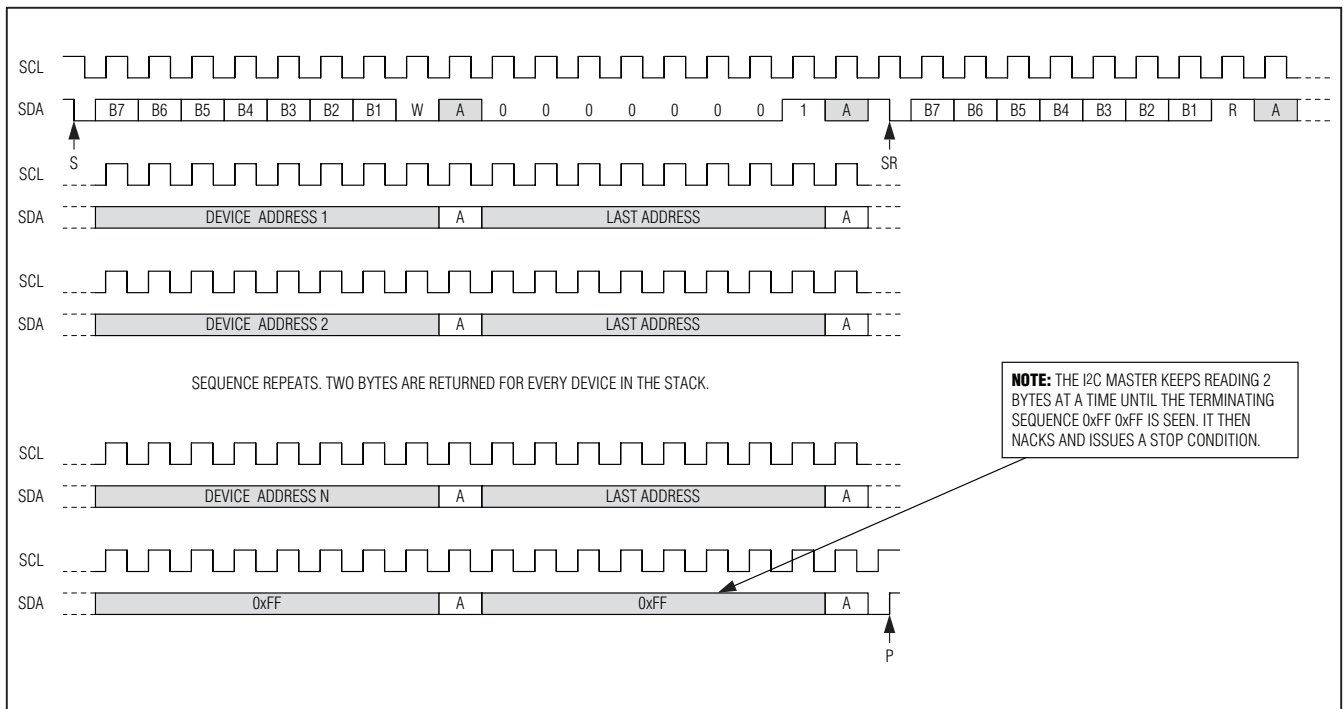 SCL
SDA B7 B6 B5 B4 B3 B2 B1 W A 0 0 0 0 0 0 0 1 A B7 B6 B5 B4 B3 B2 B1 R A
S SR
SCL
SDA DEVICE ADDRESS 1 A LAST ADDRESS A
SCL
SDA DEVICE ADDRESS 2 A LAST ADDRESS A
SEQUENCE REPEATS. TWO BYTES ARE RETURNED FOR EVERY DEVICE IN THE STACK.
NOTE: THE I2C MASTER KEEPS READING 2
BYTES AT A TIME UNTIL THE TERMINATING
SEQUENCE 0xFF 0xFF IS SEEN. IT THEN
NACKS AND ISSUES A STOP CONDITION.
SCL
SDA DEVICE ADDRESS N A LAST ADDRESS A
SCL
SDA 0xFF A 0xFF A
P